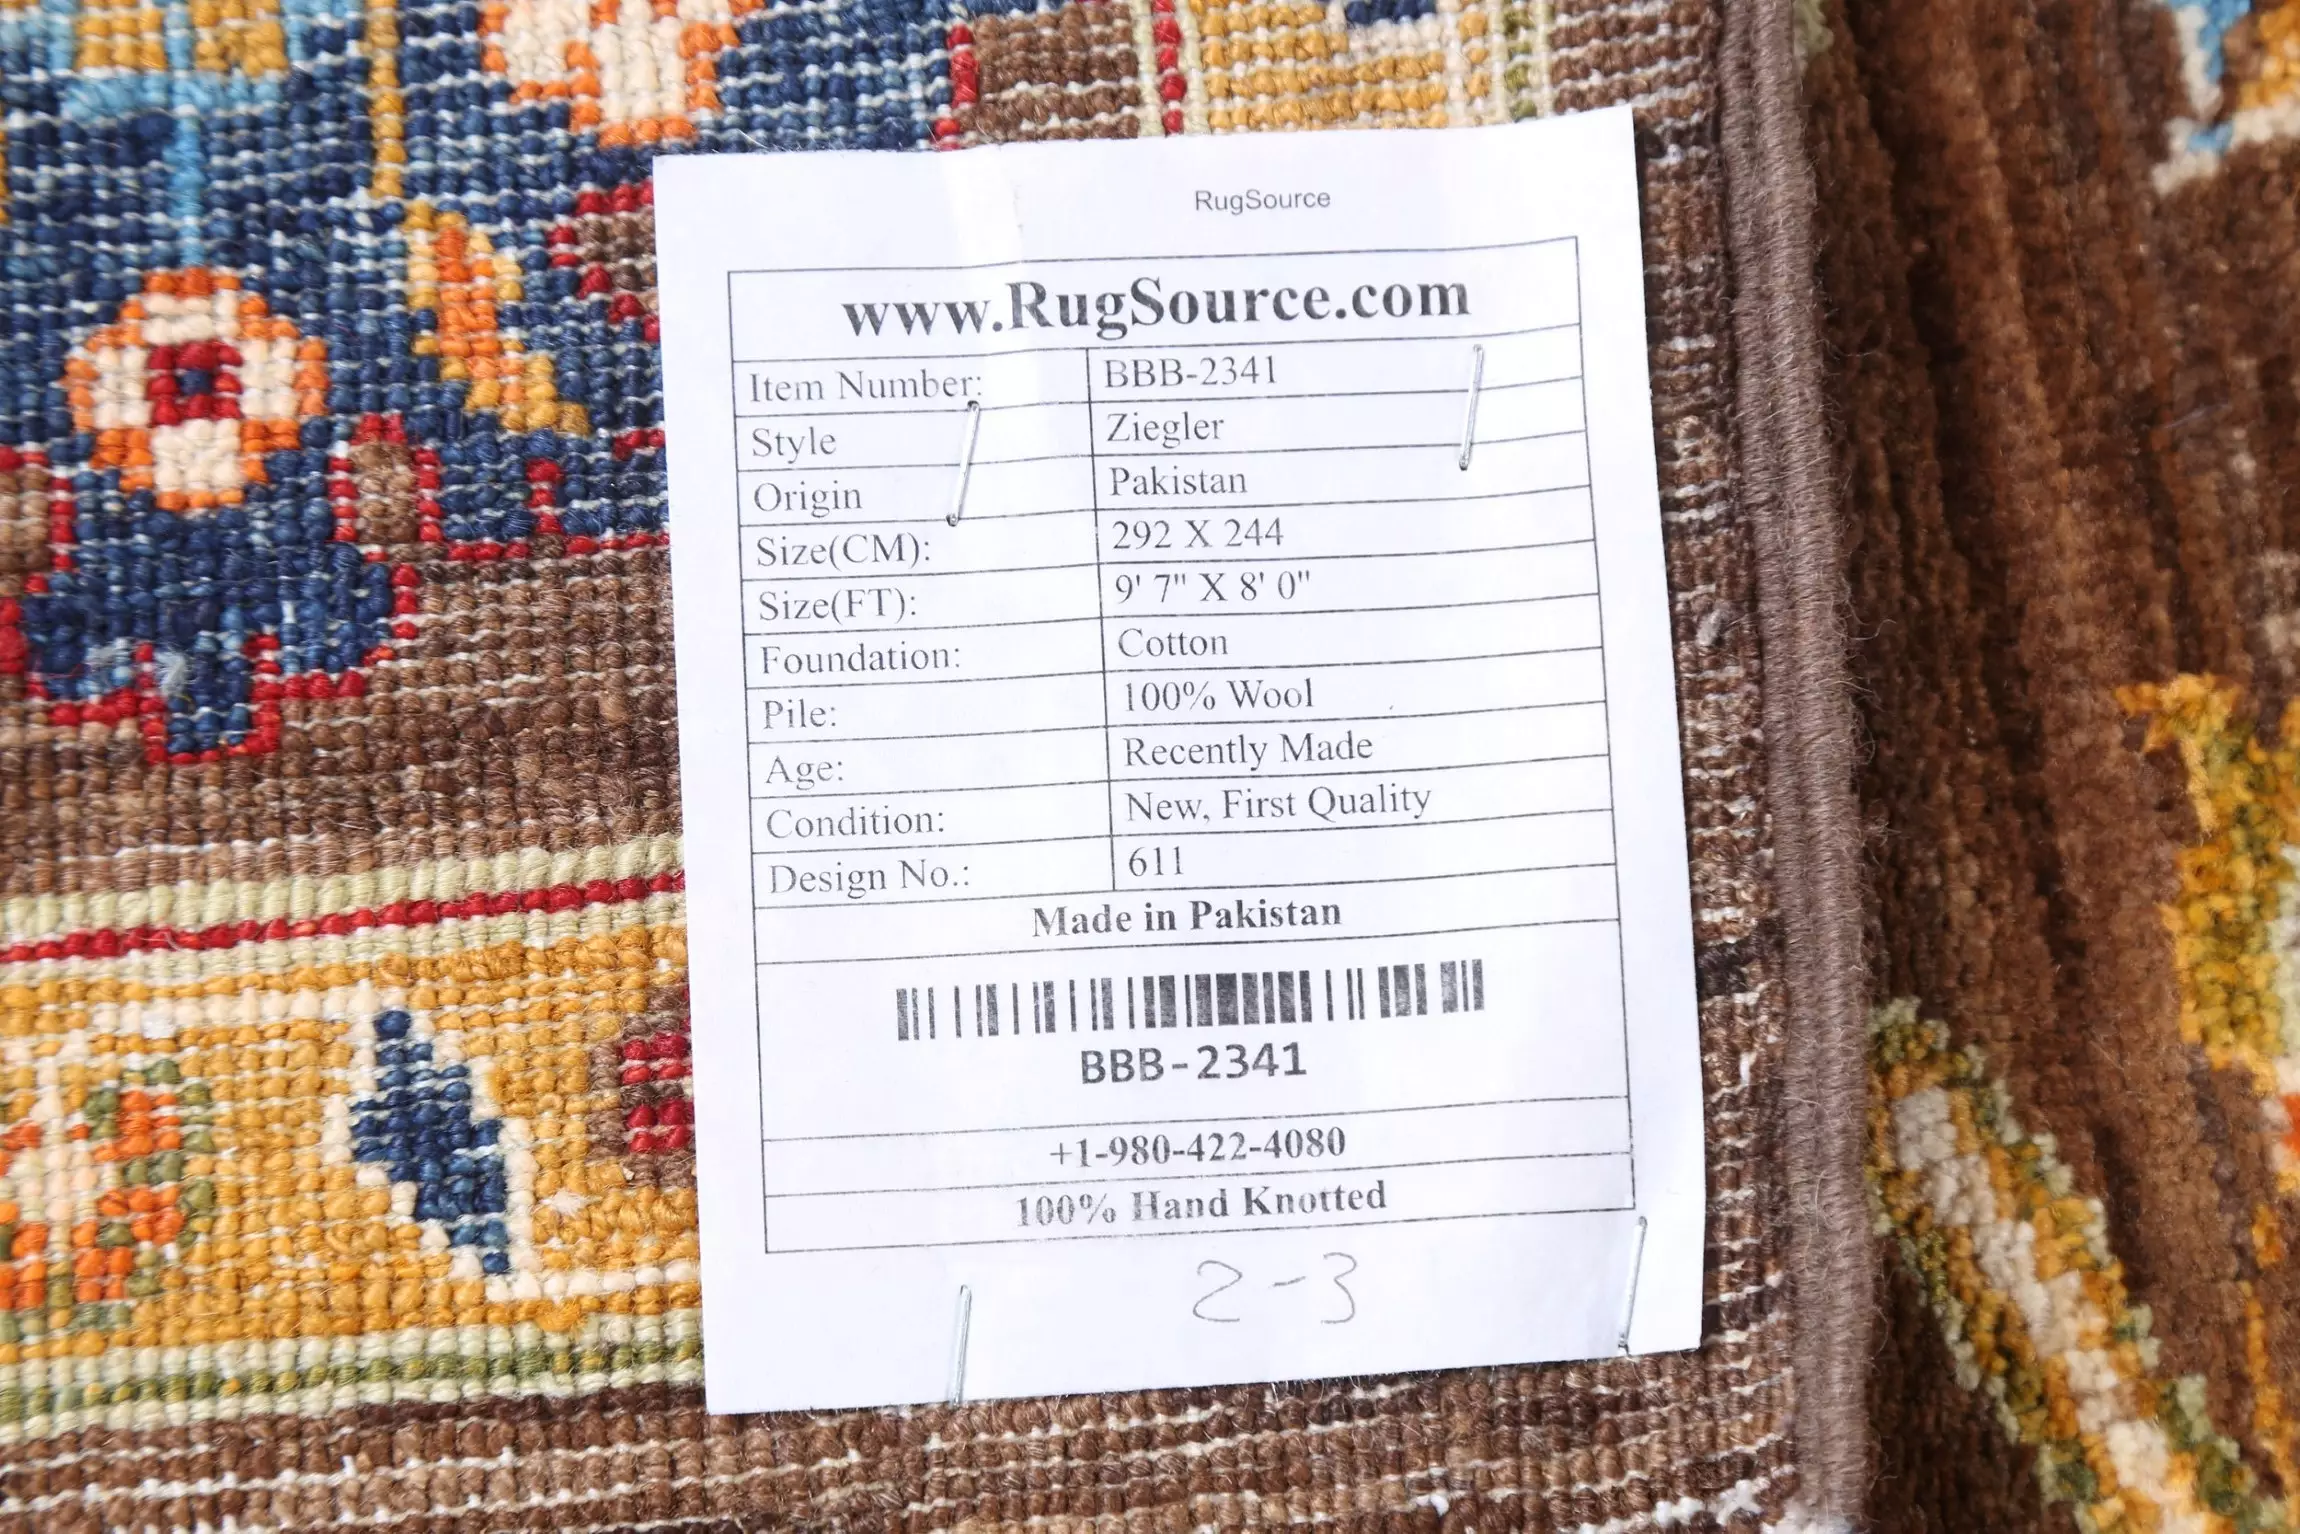 RugSource
www.RugSource.com
Item Number: BBB-2341
Style Ziegler
Origin Pakistan
Size(CM): 292 X 244
Size(FT): 9' 7" X 8' 0"
Foundation: Cotton
Pile: 100% Wool
Age: Recently Made
Condition: New, First Quality
Design No.: 611
Made in Pakistan
BBB-2341
+1-980-422-4080
100% Hand Knotted
2-3